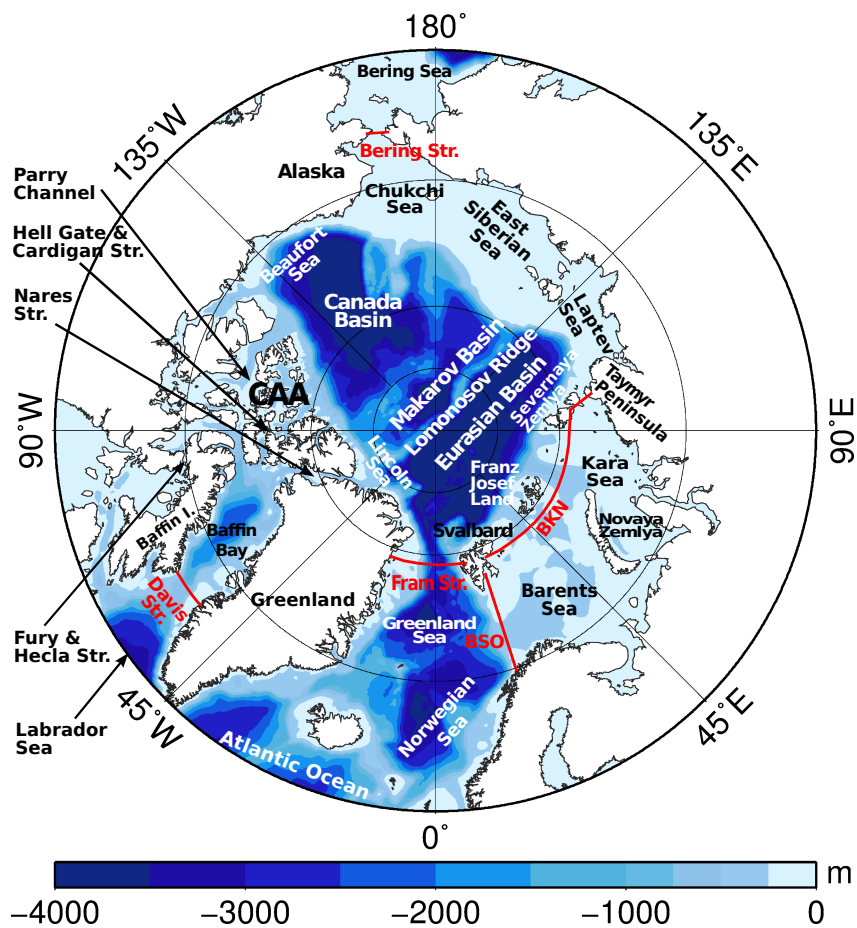 180°
Bering Sea
135°W
135°E
Bering Str.
Alaska
Parry
Channel
Chukchi
Sea
East
Siberian
Sea
Hell Gate &
Cardigan Str.
Beaufort
Sea
Nares
Str.
Canada
Basin
Laptev
Sea
Makarov Basin
Lomonosov Ridge
Eurasian Basin
Severnaya
Zemlya
Taymyr
Peninsula
CAA
90°W
90°E
Lincoln
Sea
Franz
Josef
Land
Kara
Sea
Baffin I.
Baffin
Bay
Svalbard
BKN
Novaya
Zemlya
Davis
Str.
Greenland
Fram Str.
Barents
Sea
Greenland
Sea
BSO
Fury &
Hecla Str.
Norwegian
Sea
Labrador
Sea
45°W
45°E
Atlantic Ocean
0°
m
−4000 −3000 −2000 −1000 0